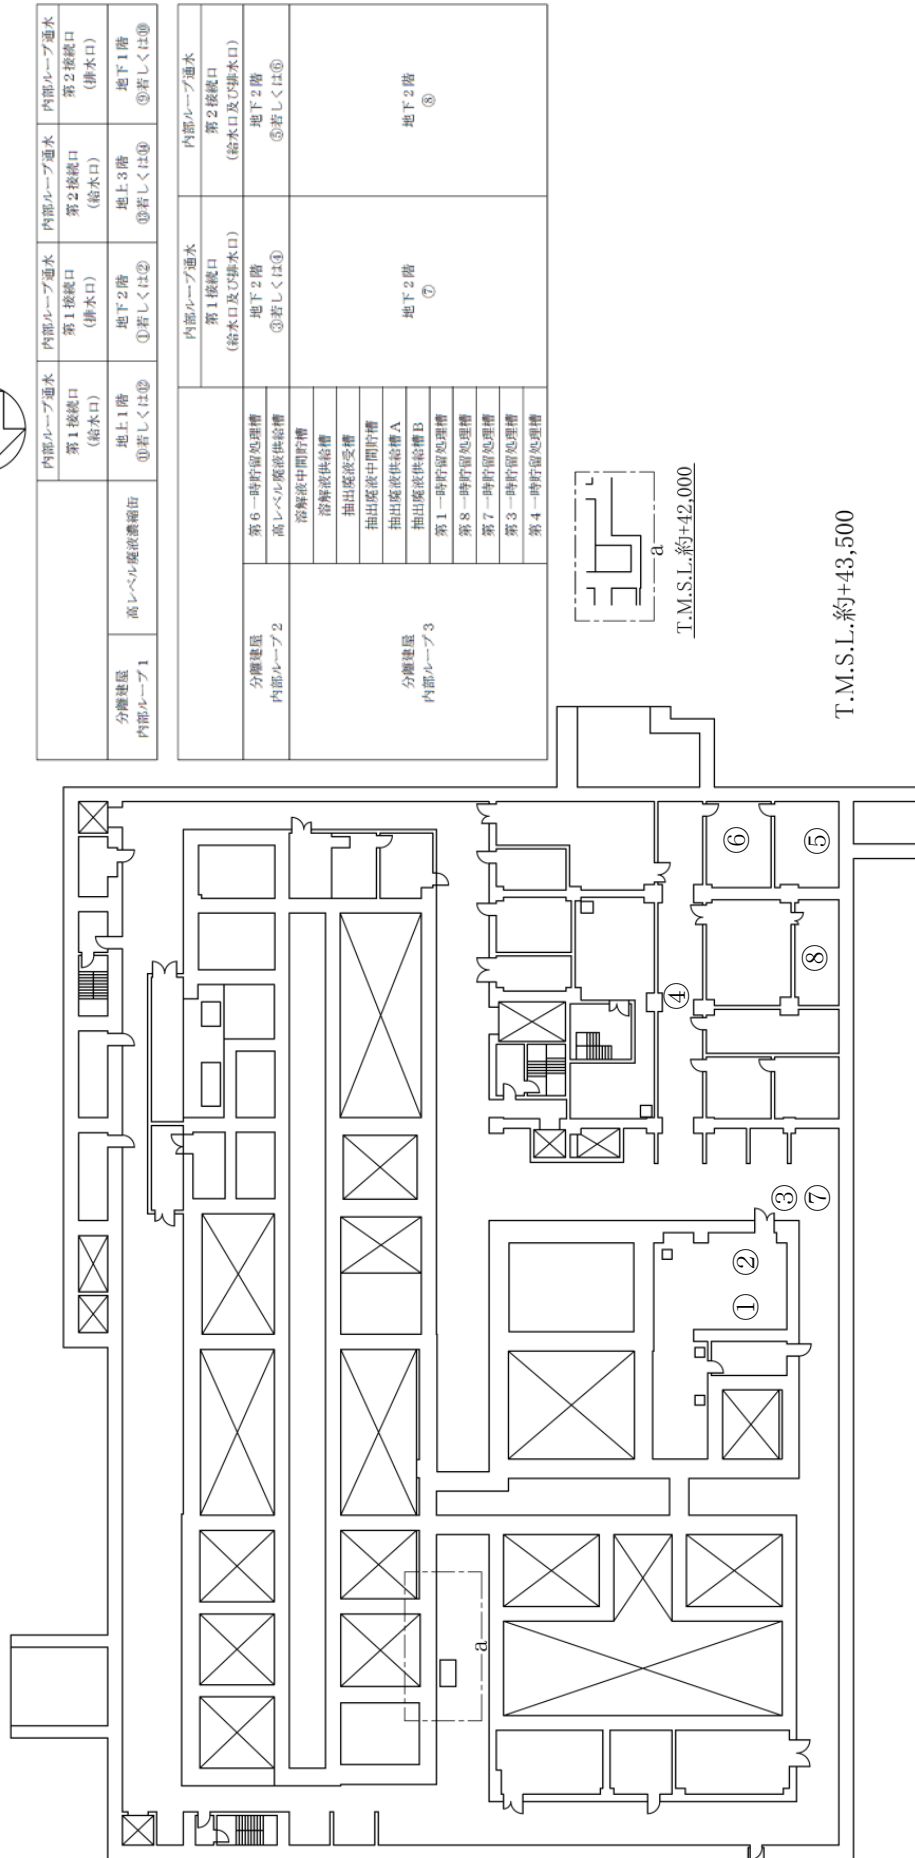 内部ループ通水
第1接続口
(給水口)
内部ループ通水
第1接続口
(排水口)
内部ループ通水
第2接続口
(給水口)
内部ループ通水
第2接続口
(排水口)
分離建屋
内部ループ1
高レベル廃液濃縮缶
地上1階
⑪若しくは⑫
地下2階
①若しくは②
地上3階
⑬若しくは⑭
地下1階
⑨若しくは⑩
内部ループ通水
第1接続口
(給水口及び排水口)
内部ループ通水
第2接続口
(給水口及び排水口)
分離建屋
内部ループ2
第6一時貯留処理槽
高レベル廃液供給槽
地下2階
③若しくは④
地下2階
⑤若しくは⑥
分離建屋
内部ループ3
溶解液中間貯槽
溶解液供給槽
抽出廃液受槽
抽出廃液中間貯槽
抽出廃液供給槽A
抽出廃液供給槽B
第1一時貯留処理槽
第8一時貯留処理槽
第7一時貯留処理槽
第3一時貯留処理槽
第4一時貯留処理槽
地下2階
⑦
地下2階
⑧
a
T.M.S.L.約+42,000
T.M.S.L.約+43,500
⑥
⑤
⑧
④
③
⑦
②
①
a